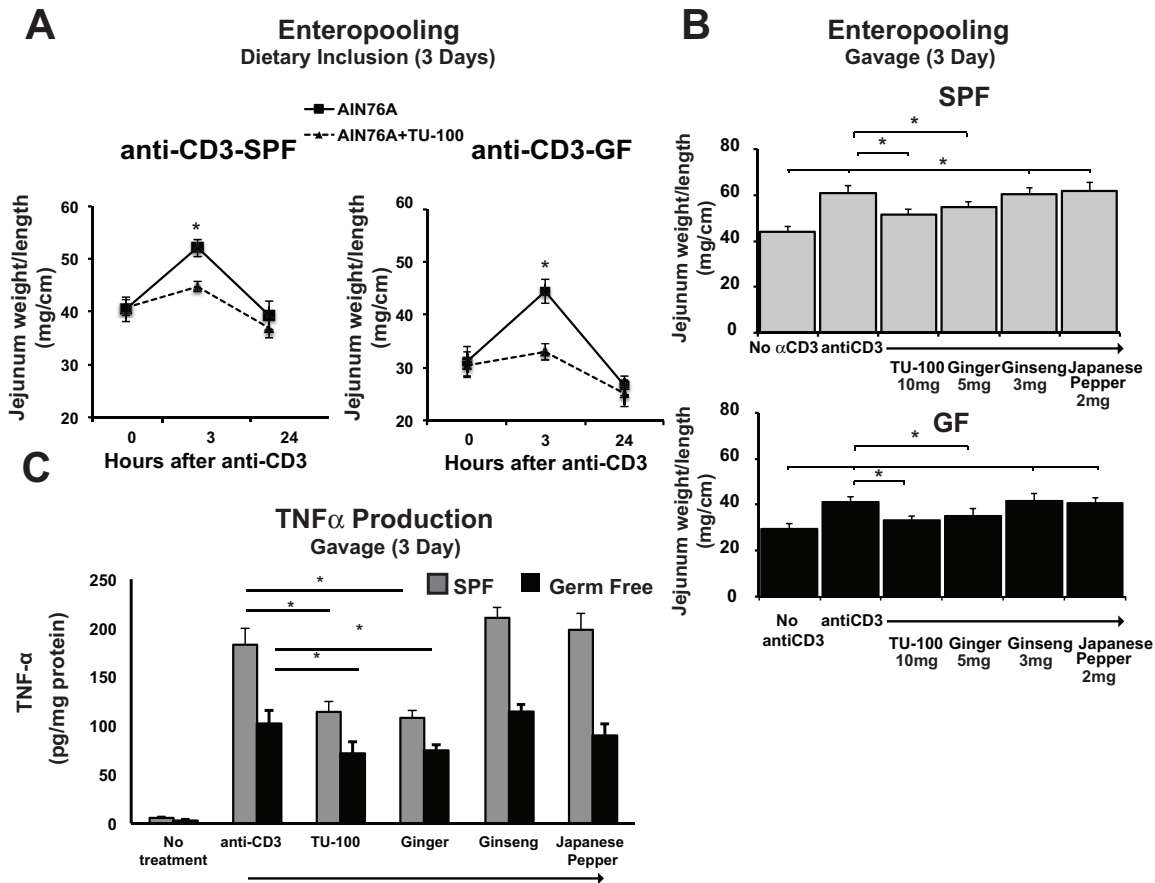 A
Enteropooling
Dietary Inclusion (3 Days)
AIN76A
AIN76A+TU-100
anti-CD3-SPF
Jejunum weight/length
(mg/cm)
60
50
40
30
20
*
0 3 24
Hours after anti-CD3
anti-CD3-GF
Jejunum weight/length
(mg/cm)
60
50
40
30
20
*
0 3 24
Hours after anti-CD3
B
Enteropooling
Gavage (3 Day)
SPF
Jejunum weight/length
(mg/cm)
80
60
40
20
0
*
*
*
No αCD3 antiCD3
TU-100 Ginger Ginseng Japanese
10mg 5mg 3mg Pepper
2mg
GF
Jejunum weight/length
(mg/cm)
80
60
40
20
0
*
*
No antiCD3
antiCD3
TU-100 Ginger Ginseng Japanese
10mg 5mg 3mg Pepper
2mg
C
TNFα Production
Gavage (3 Day)
SPF Germ Free
TNF-α
(pg/mg protein)
250
200
150
100
50
0
*
*
*
*
No anti-CD3 TU-100 Ginger Ginseng Japanese
treatment Pepper